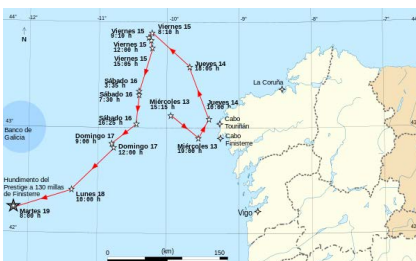 -12°
-11°
-10°
-9°
-8°
44°
N
Viernes 15
9:10 h
Viernes 15
8:10 h
Viernes 15
12:00 h
Viernes 15
15:05 h
Jueves 14
18:05 h
La Coruña
Sábado 16
3:35 h
Sábado 16
7:30 h
Miércoles 13
15:15 h
Jueves 14
10:00 h
Sábado 16
16:25 h
Cabo
Touriñán
43°
43°
Banco de
Galicia
Cabo
Finisterre
Domingo 17
9:00 h
Domingo 17
12:00 h
Miércoles 13
19:00 h
Hundimiento del
Prestige a 130 millas
de Finisterre
Lunes 18
10:00 h
Martes 19
8:00 h
Vigo
42°
42°
(km)
0
150